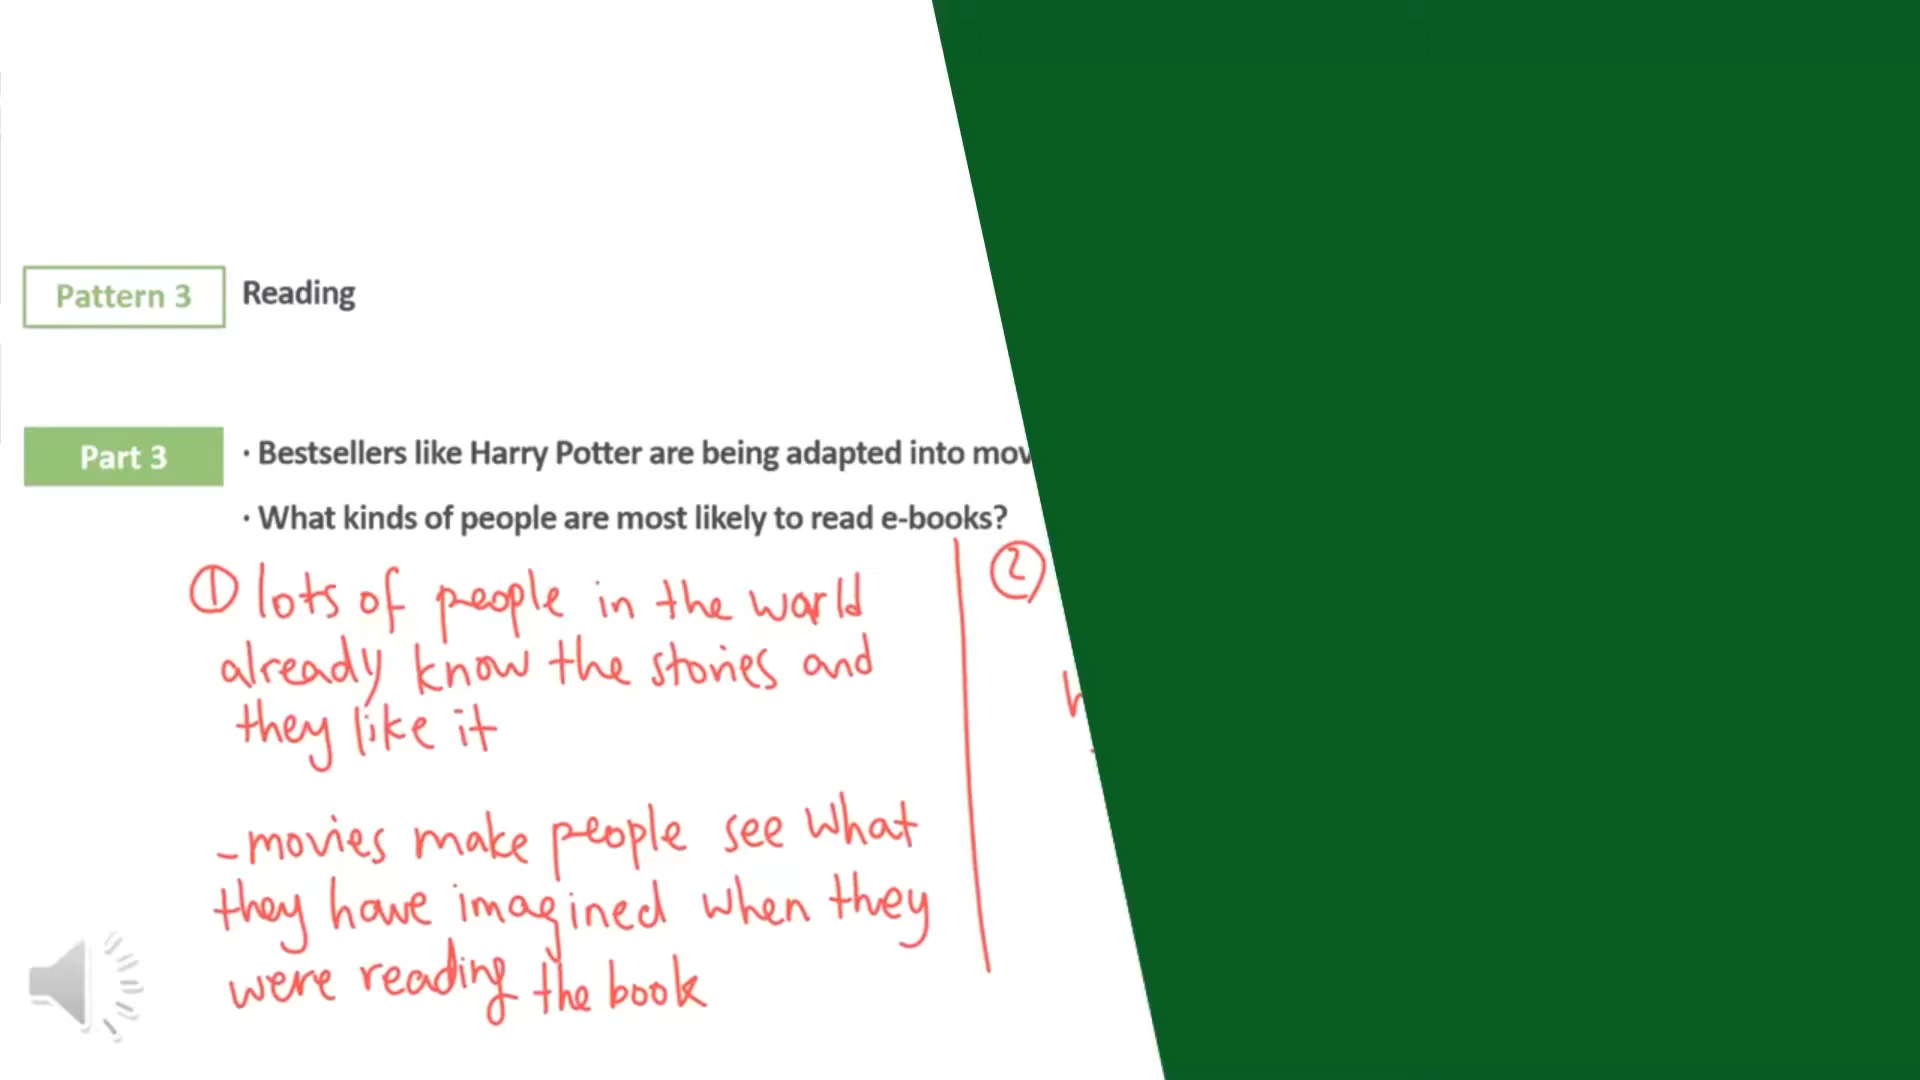 Pattern 3
Reading
Part 3
· Bestsellers like Harry Potter are being adapted into
· What kinds of people are most likely to read e-books?
① lots of people in the world
already know the stories and
they like it
- movies make people see what
they have imagined when they
were reading the book
②